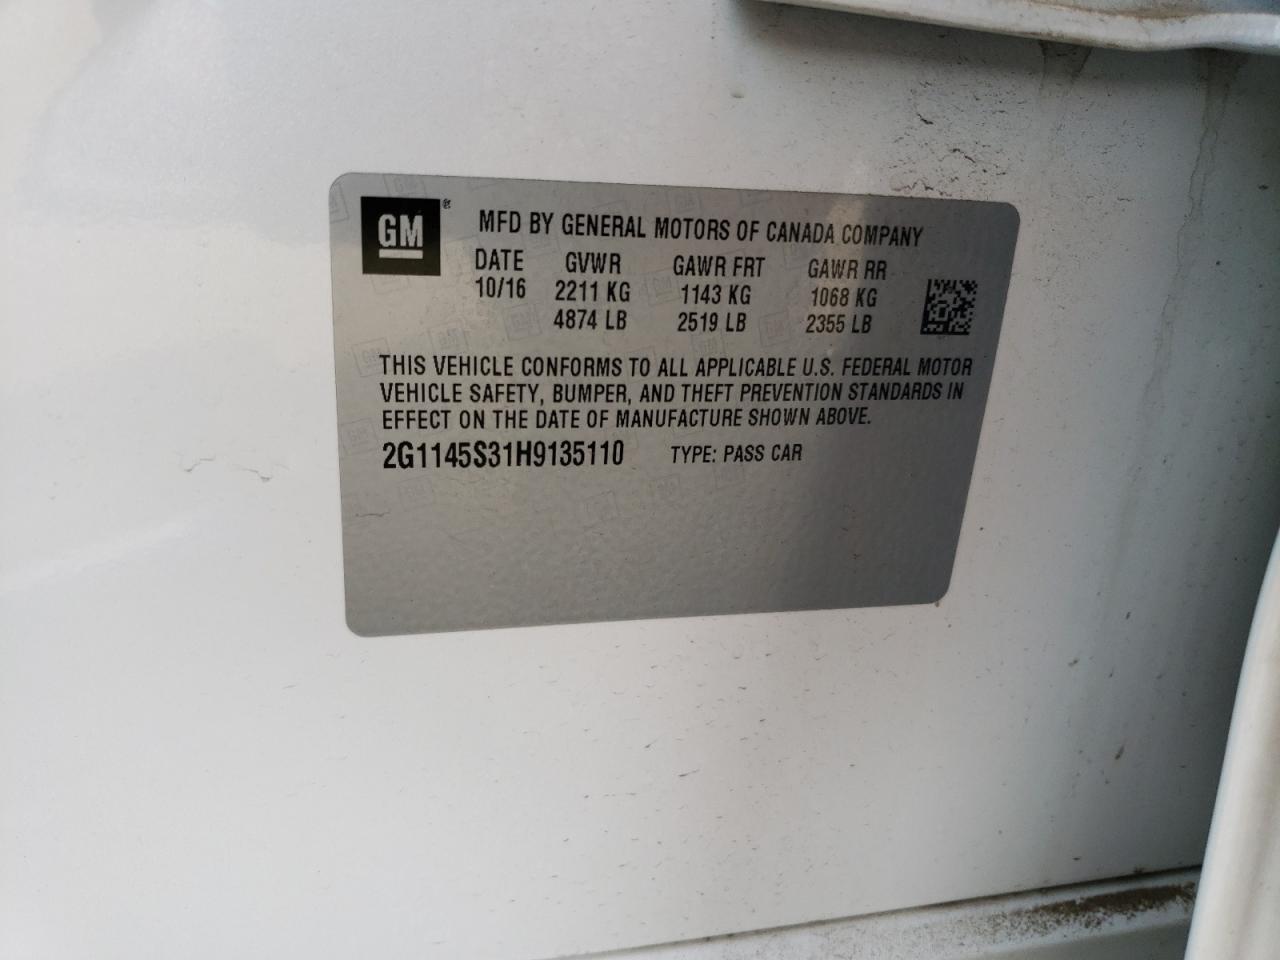 GM® MFD BY GENERAL MOTORS OF CANADA COMPANY
DATE GVWR GAWR FRT GAWR RR
10/16 2211 KG 1143 KG 1068 KG
4874 LB 2519 LB 2355 LB
THIS VEHICLE CONFORMS TO ALL APPLICABLE U.S. FEDERAL MOTOR
VEHICLE SAFETY, BUMPER, AND THEFT PREVENTION STANDARDS IN
EFFECT ON THE DATE OF MANUFACTURE SHOWN ABOVE.
2G1145S31H9135110 TYPE: PASS CAR